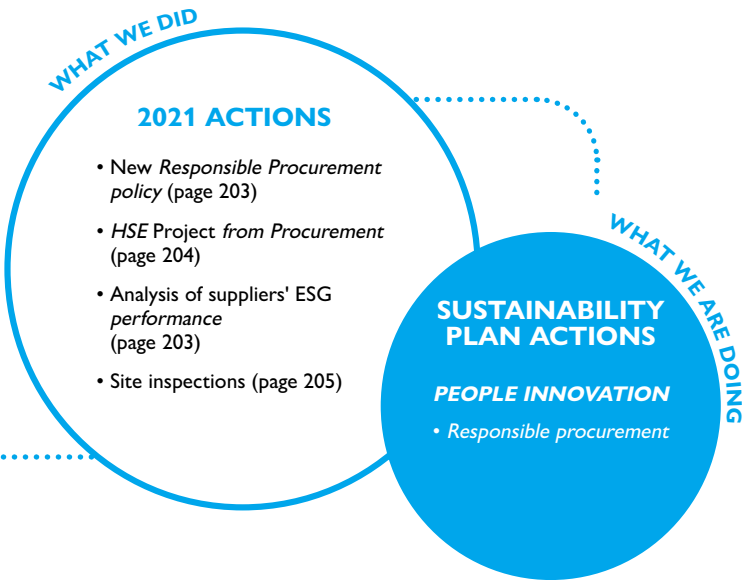 WHAT WE DID
2021 ACTIONS
• New Responsible Procurement
policy (page 203)
• HSE Project from Procurement
(page 204)
• Analysis of suppliers' ESG
performance
(page 203)
• Site inspections (page 205)
WHAT WE ARE DOING
SUSTAINABILITY
PLAN ACTIONS
PEOPLE INNOVATION
• Responsible procurement